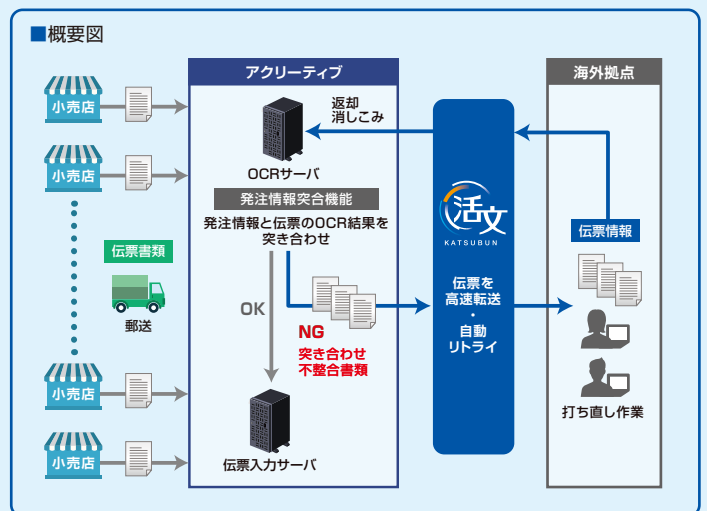 ■概要図
小売店
小売店
伝票書類
郵送
小売店
小売店
アクリーティブ
OCRサーバ
返却
消しこみ
発注情報突合機能
発注情報と伝票のOCR結果を
突き合わせ
OK
NG
突き合わせ
不整合書類
伝票入力サーバ
活文
KATSUBUN
伝票を
高速転送
・
自動
リトライ
海外拠点
伝票情報
打ち直し作業